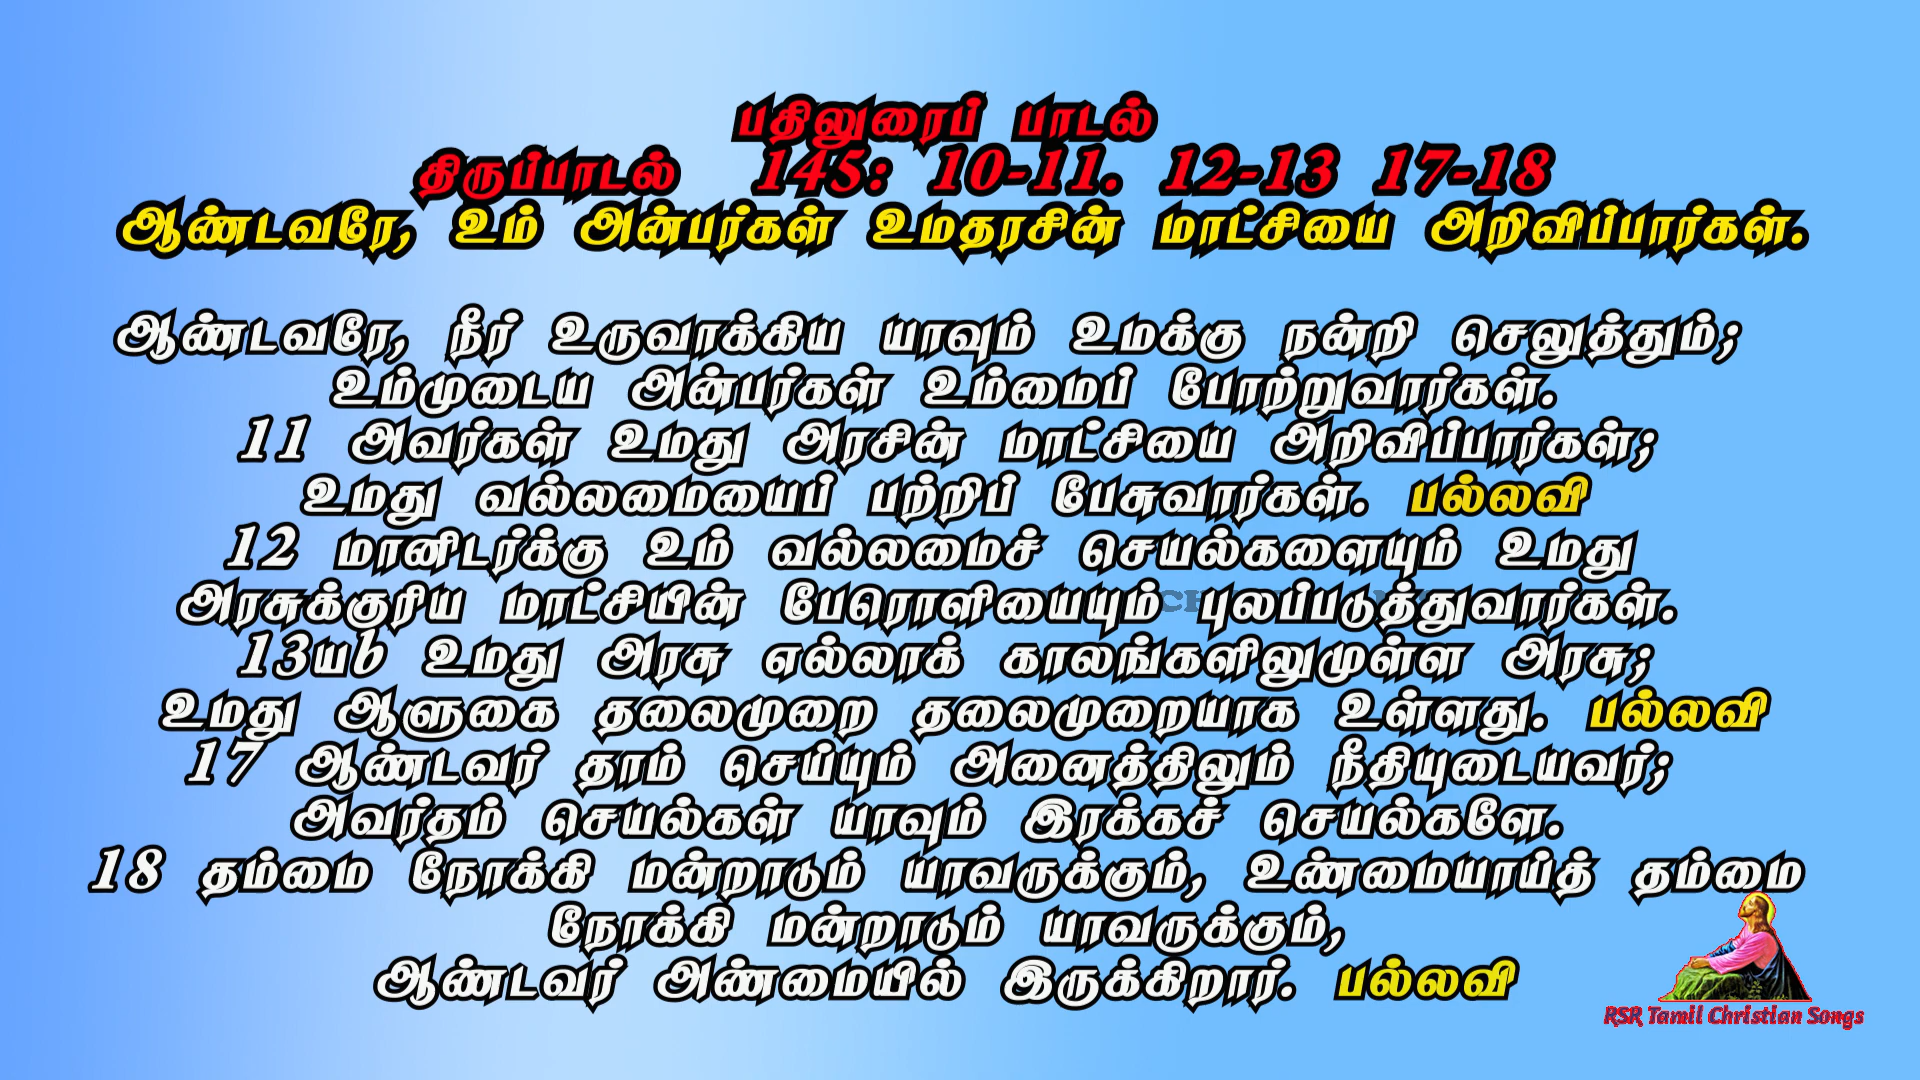 பதிலுரைப் பாடல்
திருப்பாடல் 145: 10-11. 12-13 17-18
ஆண்டவரே, உம் அன்பர்கள் உமதரசின் மாட்சியை அறிவிப்பார்கள்.
ஆண்டவரே, நீர் உருவாக்கிய யாவும் உமக்கு நன்றி செலுத்தும்;
உம்முடைய அன்பர்கள் உம்மைப் போற்றுவார்கள்.
11 அவர்கள் உமது அரசின் மாட்சியை அறிவிப்பார்கள்;
உமது வல்லமையைப் பற்றிப் பேசுவார்கள். பல்லவி
12 மானிடர்க்கு உம் வல்லமைச் செயல்களையும் உமது
அரசுக்குரிய மாட்சியின் பேரொளியையும் புலப்படுத்துவார்கள்.
13யb உமது அரசு எல்லாக் காலங்களிலுமுள்ள அரசு;
உமது ஆளுகை தலைமுறை தலைமுறையாக உள்ளது. பல்லவி
17 ஆண்டவர் தாம் செய்யும் அனைத்திலும் நீதியுடையவர்;
அவர்தம் செயல்கள் யாவும் இரக்கச் செயல்களே.
18 தம்மை நோக்கி மன்றாடும் யாவருக்கும், உண்மையாய்த் தம்மை
நோக்கி மன்றாடும் யாவருக்கும்,
ஆண்டவர் அண்மையில் இருக்கிறார். பல்லவி
RSR Tamil Christian Songs